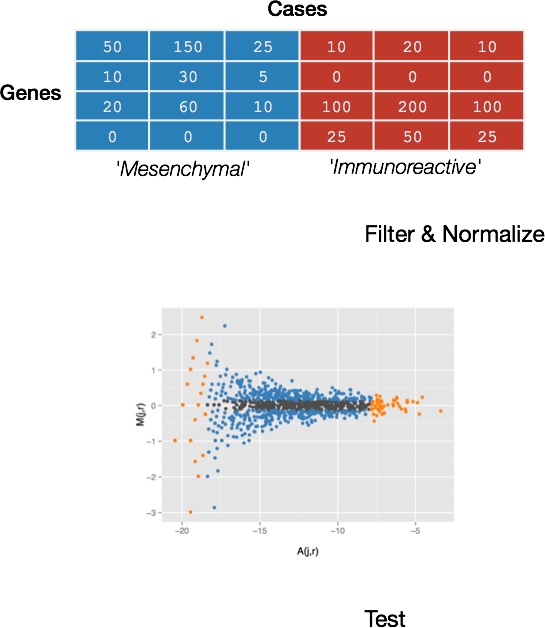 Cases
50 150 25 10 20 10
10 30 5 0 0 0
Genes
20 60 10 100 200 100
0 0 0 25 50 25
'Mesenchymal' 'Immunoreactive'
Filter & Normalize
2
1
0
−1
−2
−3
M(j,r)
−20 −15 −10 −5
A(j,r)
Test